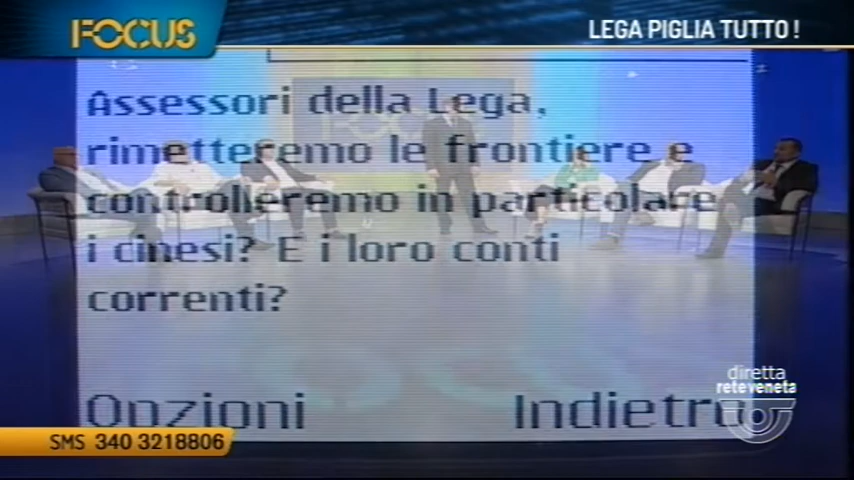 FOCUS
LEGA PIGLIA TUTTO!
Assessori della Lega,
rimetteremo le frontiere e
controlleremo in particolare
i cinesi? E i loro conti
correnti?
Opzioni Indietro
diretta
reteveneta
SMS 340 3218806